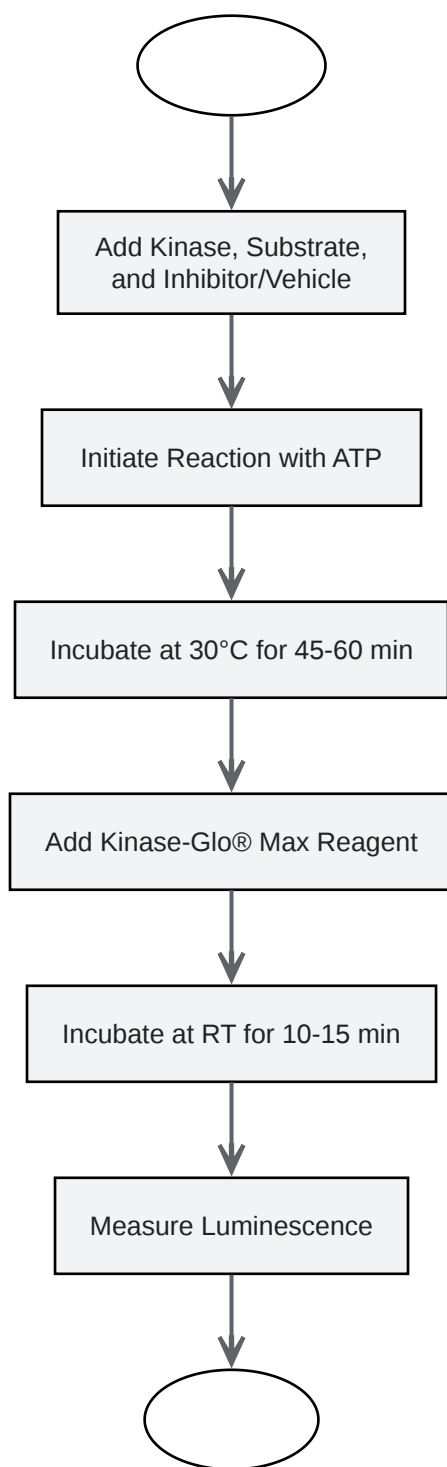 Add Kinase, Substrate,
and Inhibitor/Vehicle
Initiate Reaction with ATP
Incubate at 30°C for 45-60 min
Add Kinase-Glo® Max Reagent
Incubate at RT for 10-15 min
Measure Luminescence